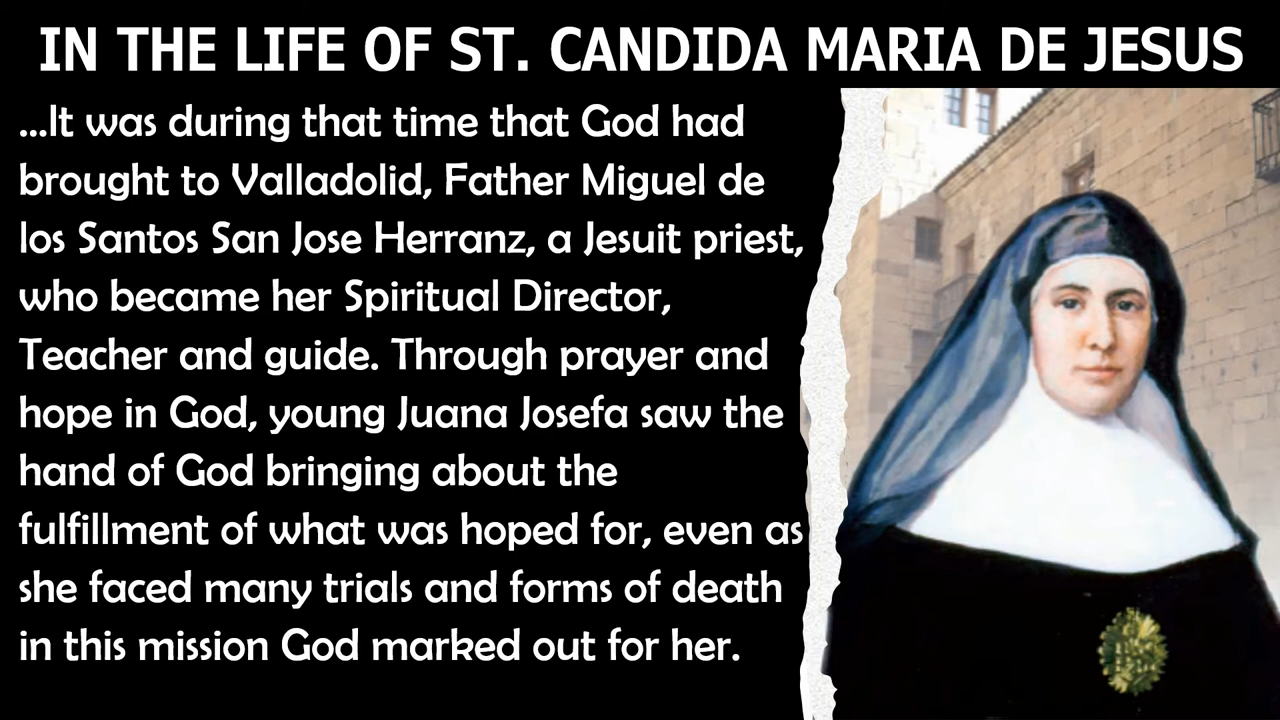 IN THE LIFE OF ST. CANDIDA MARIA DE JESUS
...It was during that time that God had
brought to Valladolid, Father Miguel de
los Santos San Jose Herranz, a Jesuit priest,
who became her Spiritual Director,
Teacher and guide. Through prayer and
hope in God, young Juana Josefa saw the
hand of God bringing about the
fulfillment of what was hoped for, even as
she faced many trials and forms of death
in this mission God marked out for her.